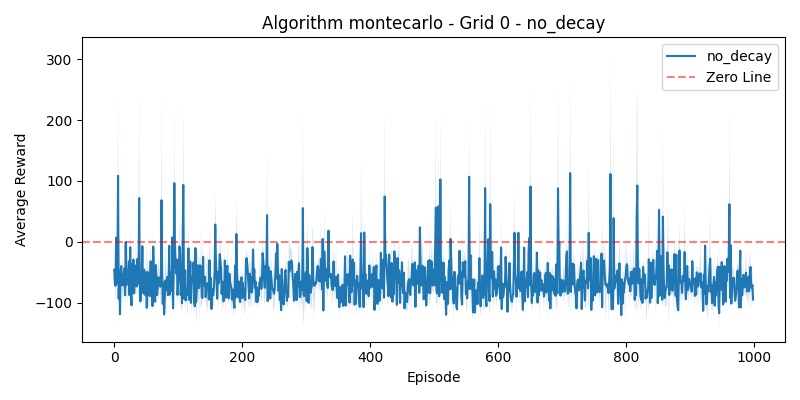 Algorithm montecarlo - Grid 0 - no_decay
300
200
100
0
−100
Average Reward
no_decay
Zero Line
0
200
400
600
800
1000
Episode